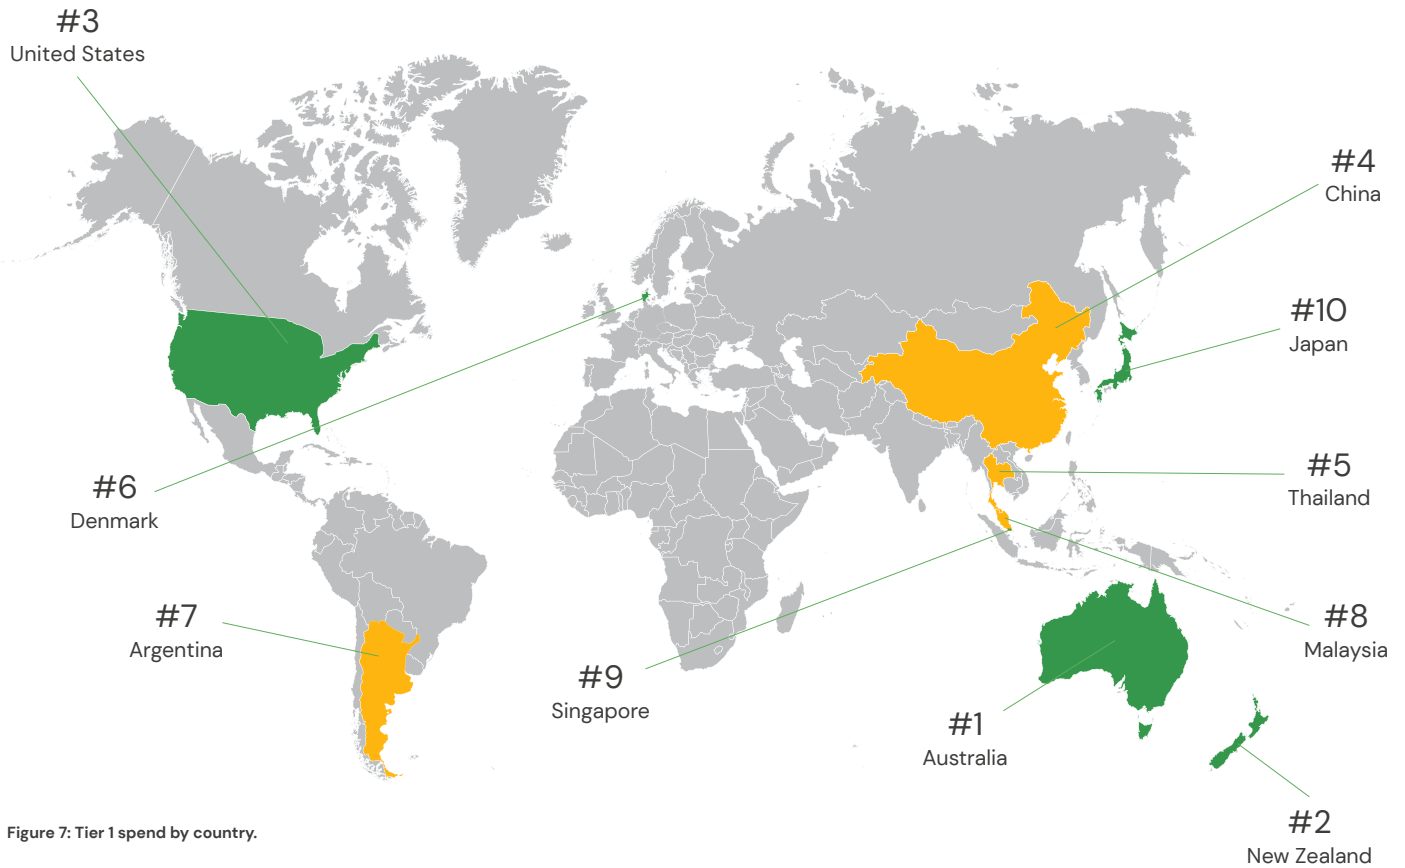 #3
United States
#4
China
#10
Japan
#5
Thailand
#6
Denmark
#7
Argentina
#8
Malaysia
#9
Singapore
#1
Australia
#2
New Zealand
Figure 7: Tier 1 spend by country.